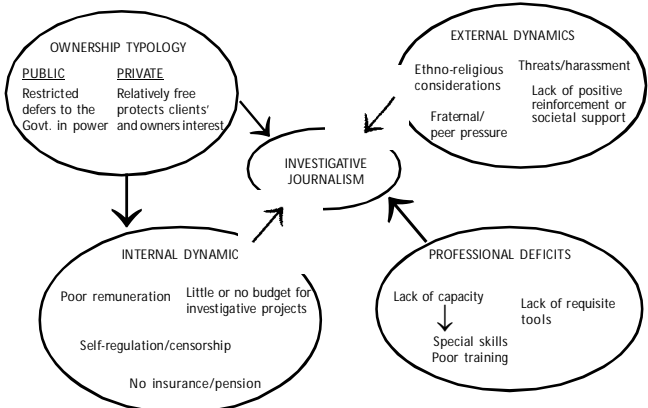 OWNERSHIP TYPOLOGY
PUBLIC
Restricted
defers to the
Govt. in power
PRIVATE
Relatively free
protects clients'
and owners interest
EXTERNAL DYNAMICS
Ethno-religious
considerations
Threats/harassment
Lack of positive
reinforcement or
societal support
Fraternal/
peer pressure
INVESTIGATIVE
JOURNALISM
INTERNAL DYNAMIC
Poor remuneration
Little or no budget for
investigative projects
Self-regulation/censorship
No insurance/pension
PROFESSIONAL DEFICITS
Lack of capacity
Special skills
Poor training
Lack of requisite
tools